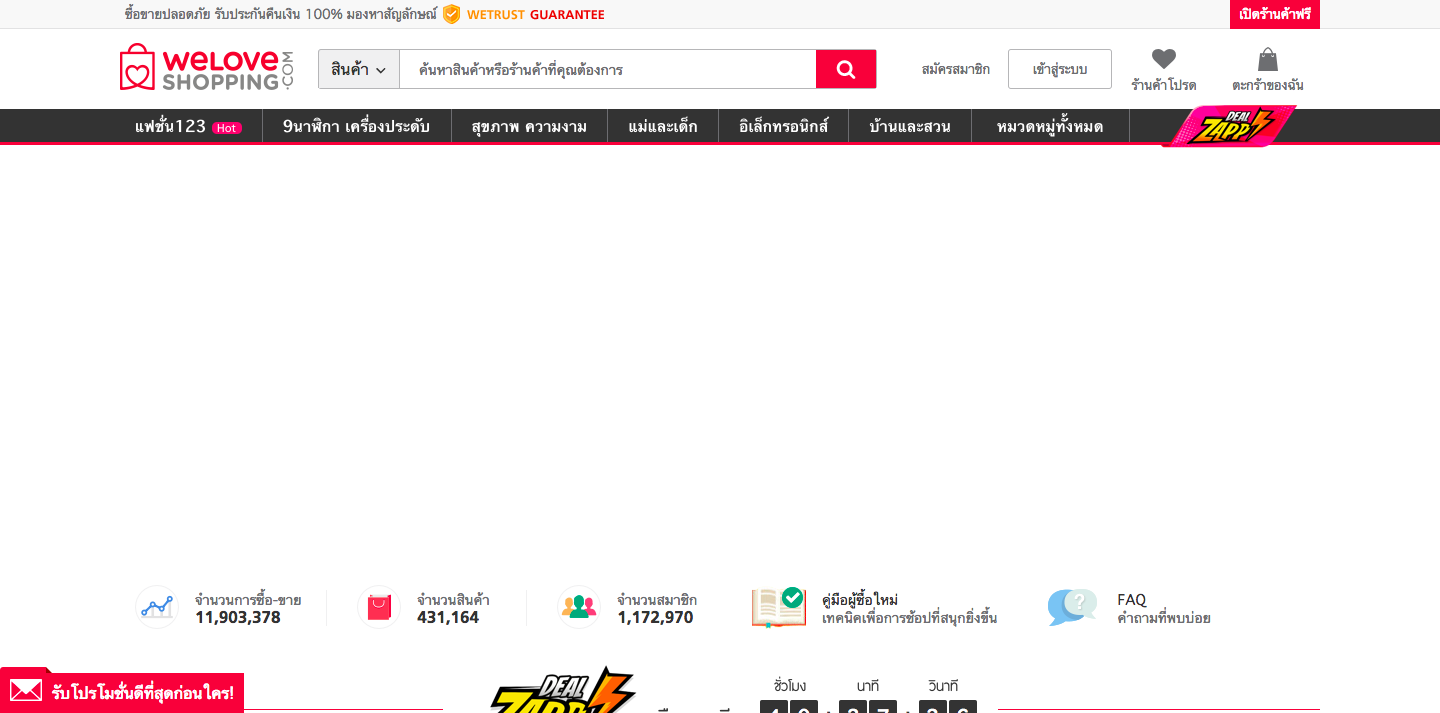 ซื้อขายปลอดภัย รับประกันคืนเงิน 100% มองหาสัญลักษณ์ WETRUST GUARANTEE
เปิดร้านค้าฟรี
weLOVE SHOPPING.COM
สินค้า
ค้นหาสินค้าหรือร้านค้าที่คุณต้องการ
สมัครสมาชิก
เข้าสู่ระบบ
ร้านค้าโปรด
ตะกร้าของฉัน
แฟชั่น123 Hot
9นาฬิกา เครื่องประดับ
สุขภาพ ความงาม
แม่และเด็ก
อิเล็กทรอนิกส์
บ้านและสวน
หมวดหมู่ทั้งหมด
DEAL ZAPP
จำนวนการซื้อ-ขาย
11,903,378
จำนวนสินค้า
431,164
จำนวนสมาชิก
1,172,970
คู่มือผู้ซื้อใหม่
เทคนิคเพื่อการช้อปที่สนุกยิ่งขึ้น
FAQ
คำถามที่พบบ่อย
รับโปรโมชั่นดีที่สุดก่อนใคร!
DEAL ZAPP
ชั่วโมง นาที วินาที